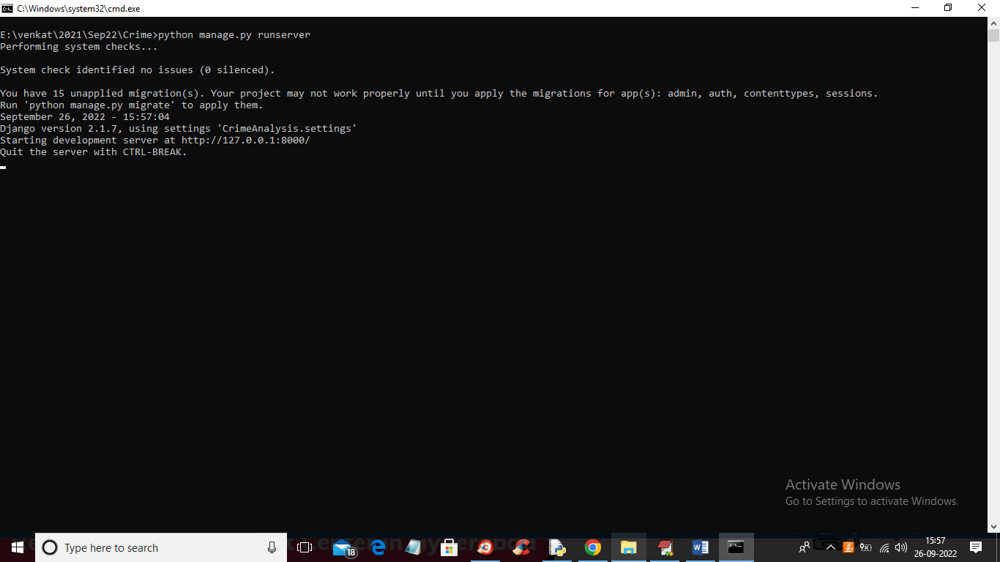 C:\Windows\system32\cmd.exe
E:\venkat\2021\Sep22\Crime>python manage.py runserver
Performing system checks...
System check identified no issues (0 silenced).
You have 15 unapplied migration(s). Your project may not work properly until you apply the migrations for app(s): admin, auth, contenttypes, sessions.
Run 'python manage.py migrate' to apply them.
September 26, 2022 - 15:57:04
Django version 2.1.7, using settings 'CrimeAnalysis.settings'
Starting development server at http://127.0.0.1:8000/
Quit the server with CTRL-BREAK.
Activate Windows
Go to Settings to activate Windows.
Type here to search
18
15:57
26-09-2022